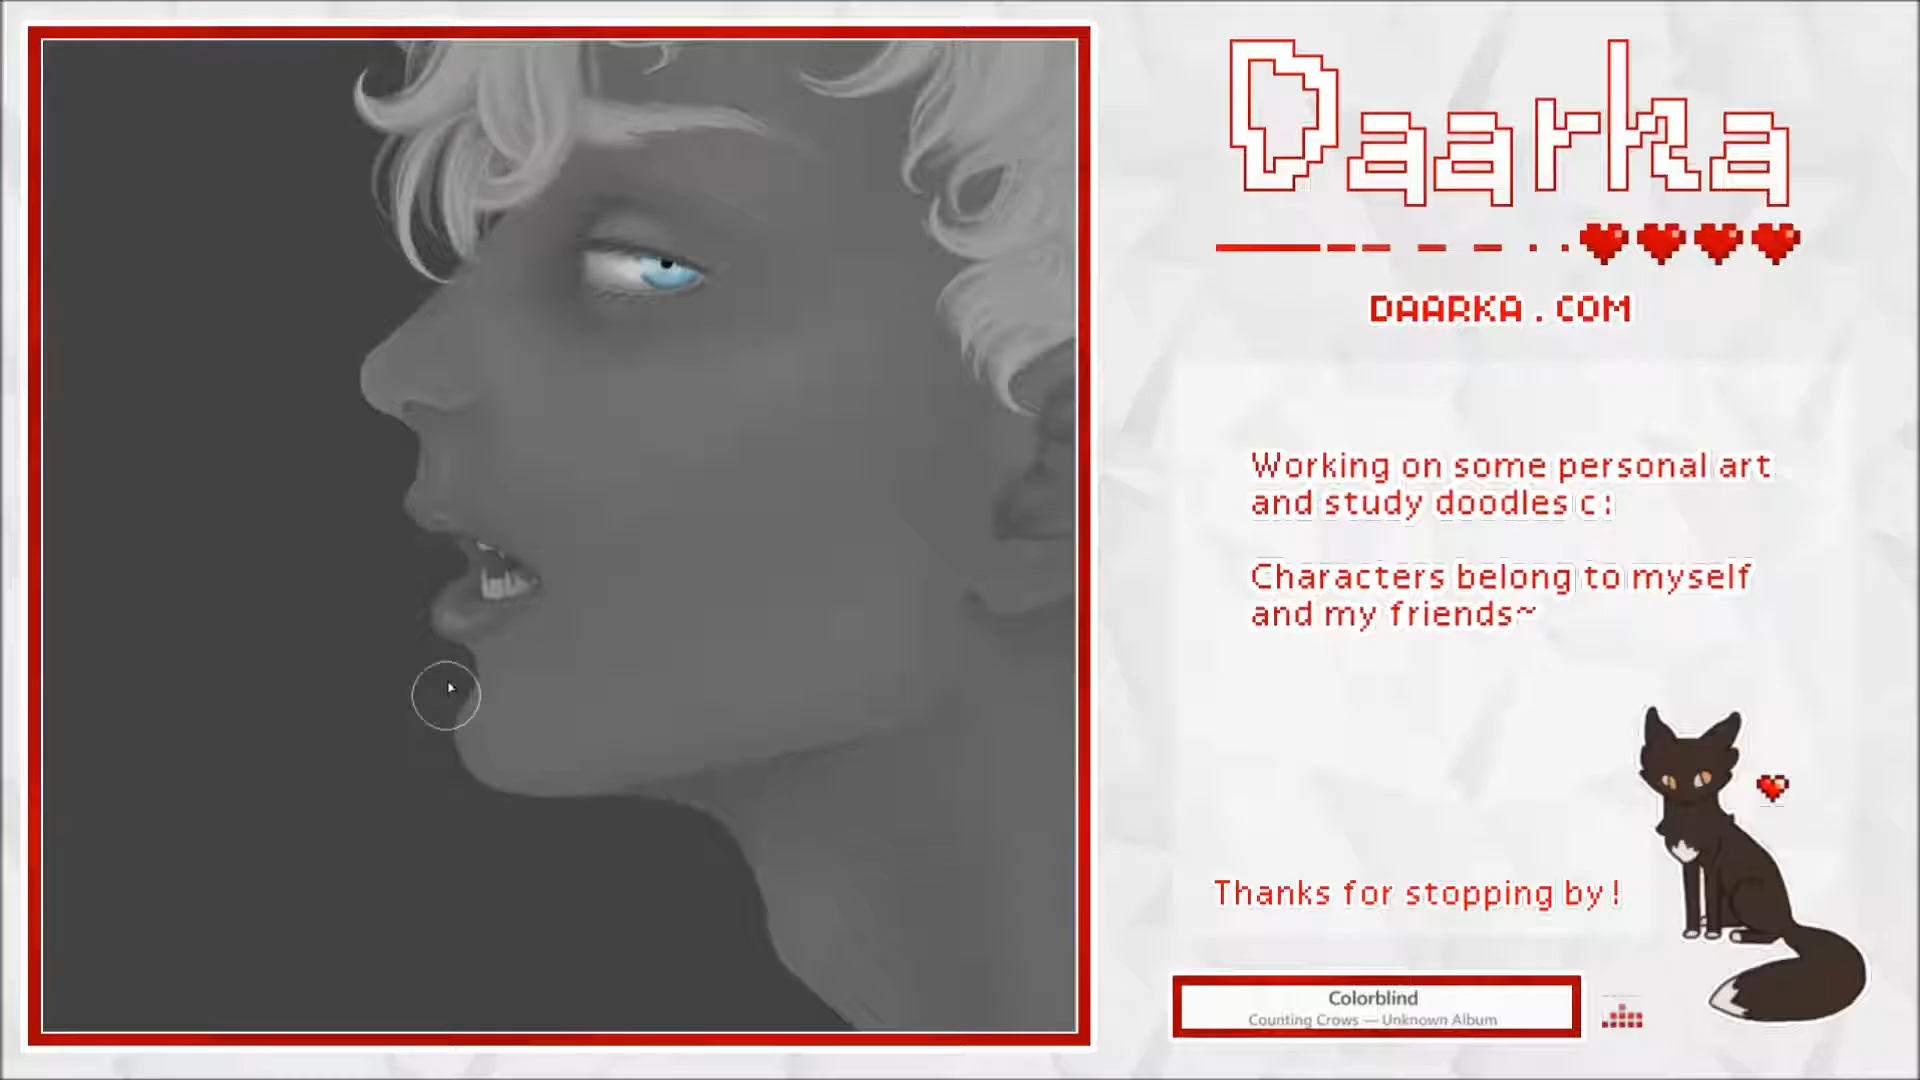 Daarka
DAARKA.COM
Working on some personal art
and study doodles c:
Characters belong to myself
and my friends~
Thanks for stopping by!
Colorblind
Counting Crows — Unknown Album